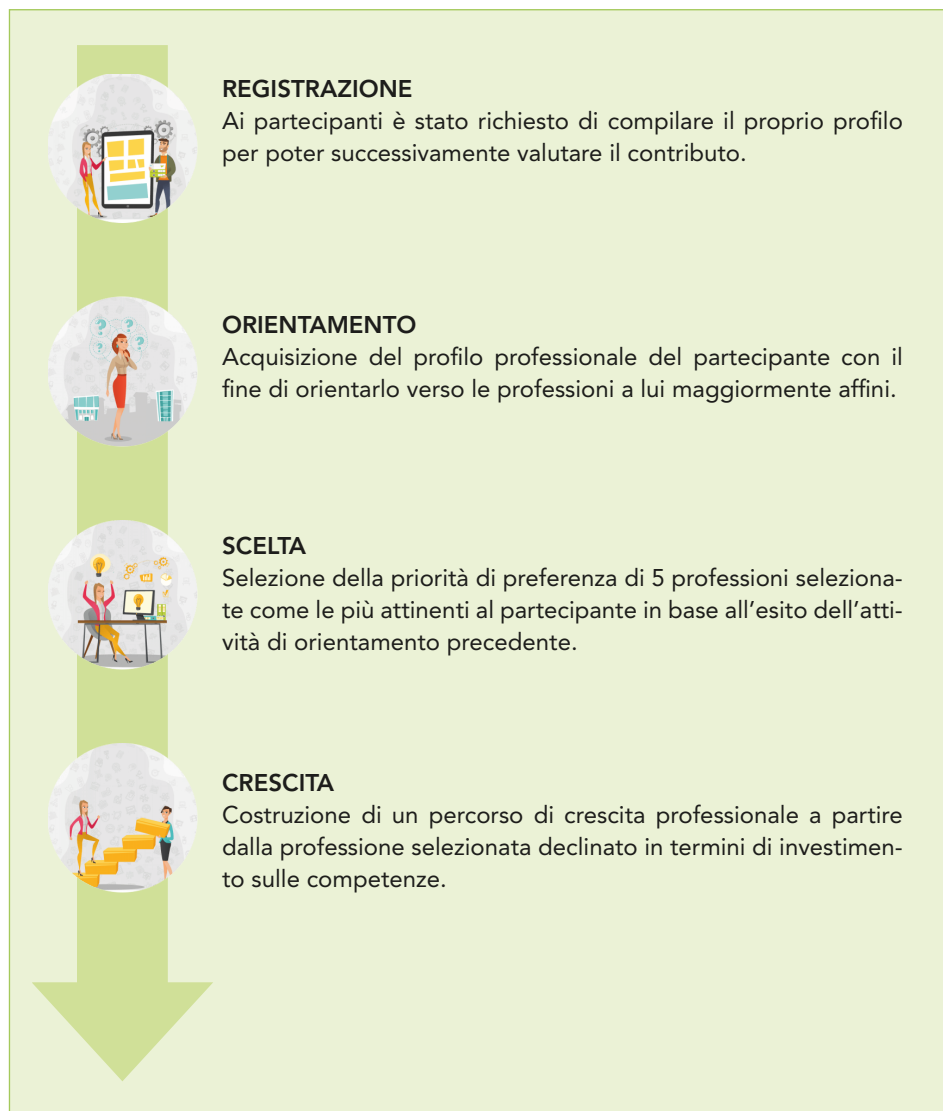 REGISTRAZIONE
Ai partecipanti è stato richiesto di compilare il proprio profilo
per poter successivamente valutare il contributo.
ORIENTAMENTO
Acquisizione del profilo professionale del partecipante con il
fine di orientarlo verso le professioni a lui maggiormente affini.
SCELTA
Selezione della priorità di preferenza di 5 professioni seleziona-
te come le più attinenti al partecipante in base all’esito dell’atti-
vità di orientamento precedente.
CRESCITA
Costruzione di un percorso di crescita professionale a partire
dalla professione selezionata declinato in termini di investimen-
to sulle competenze.